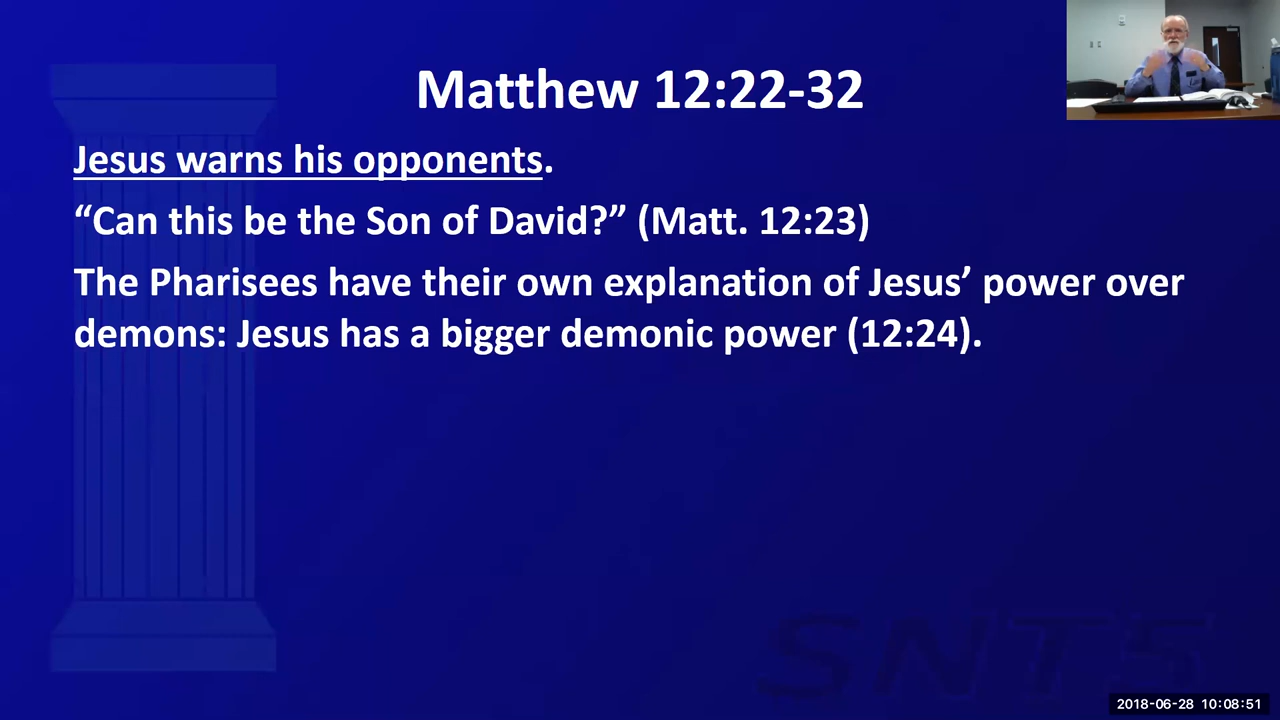 Matthew 12:22-32
Jesus warns his opponents.
“Can this be the Son of David?” (Matt. 12:23)
The Pharisees have their own explanation of Jesus’ power over
demons: Jesus has a bigger demonic power (12:24).
SNTS
2018-06-28 10:08:51